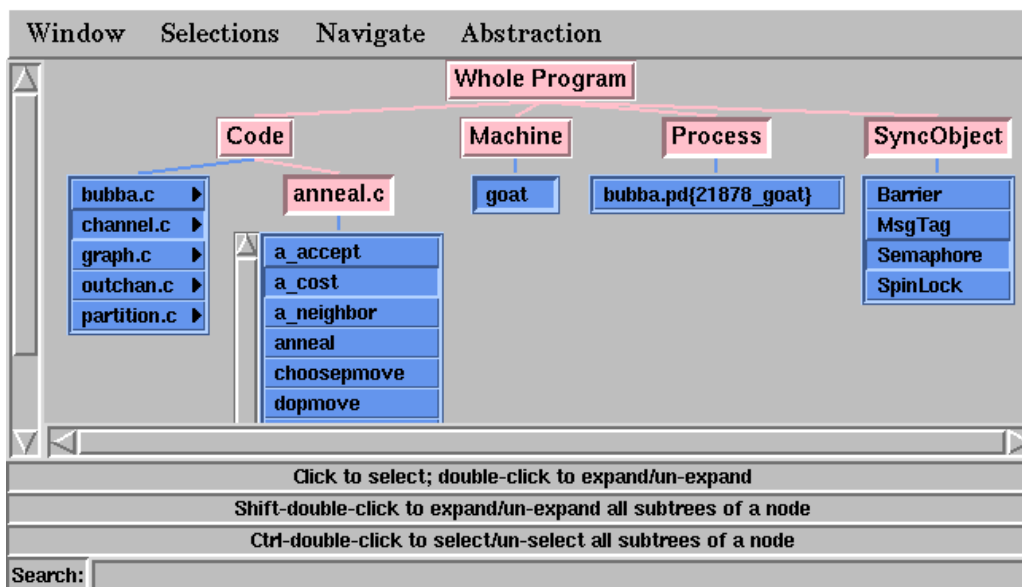 Window Selections Navigate Abstraction
Whole Program
Code Machine Process SyncObject
bubba.c
channel.c
graph.c
outchan.c
partition.c
anneal.c
a_accept
a_cost
a_neighbor
anneal
choosepmove
dopmove
goat
bubba.pd{21878_goat}
Barrier
MsgTag
Semaphore
SpinLock
Click to select; double-click to expand/un-expand
Shift-double-click to expand/un-expand all subtrees of a node
Ctrl-double-click to select/un-select all subtrees of a node
Search: